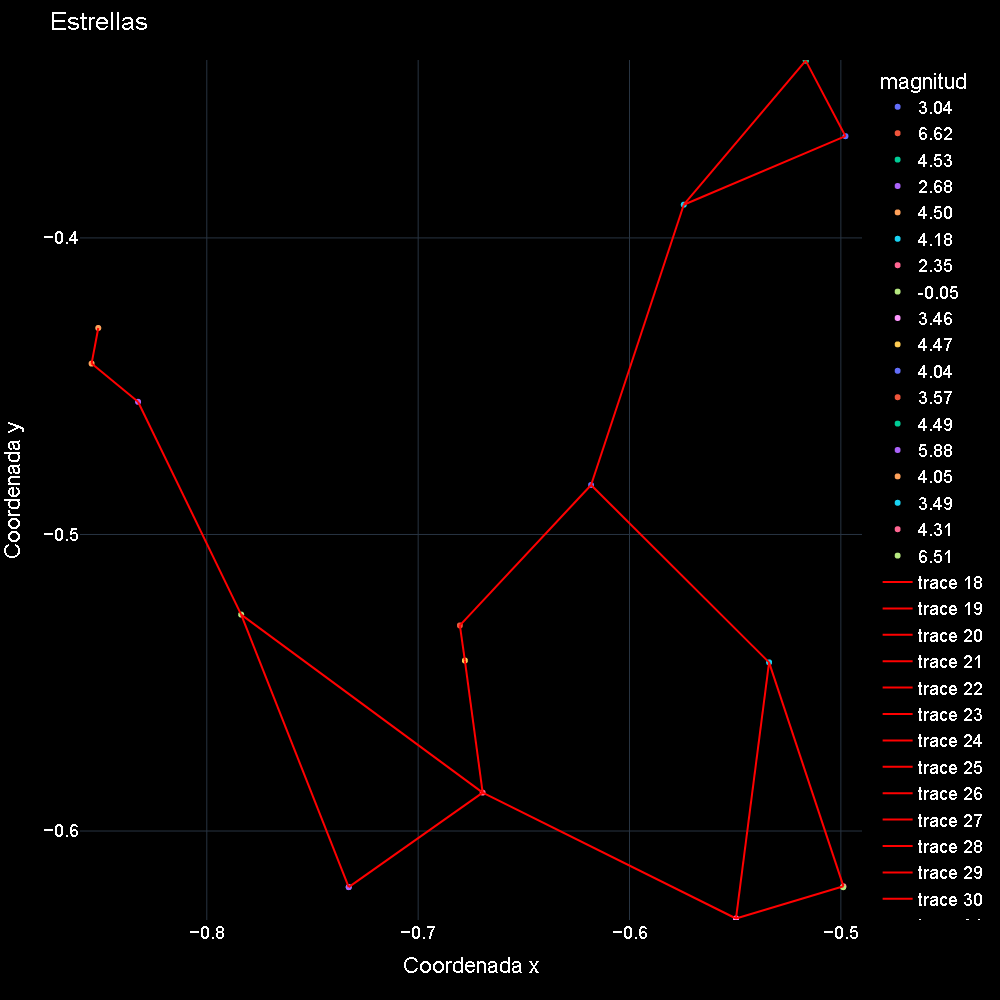 Estrellas
magnitud
3.04
6.62
4.53
2.68
4.50
4.18
2.35
-0.05
3.46
4.47
4.04
3.57
4.49
5.88
4.05
3.49
4.31
6.51
trace 18
trace 19
trace 20
trace 21
trace 22
trace 23
trace 24
trace 25
trace 26
trace 27
trace 28
trace 29
trace 30
−0.4
−0.5
−0.6
Coordenada y
−0.8
−0.7
−0.6
−0.5
Coordenada x